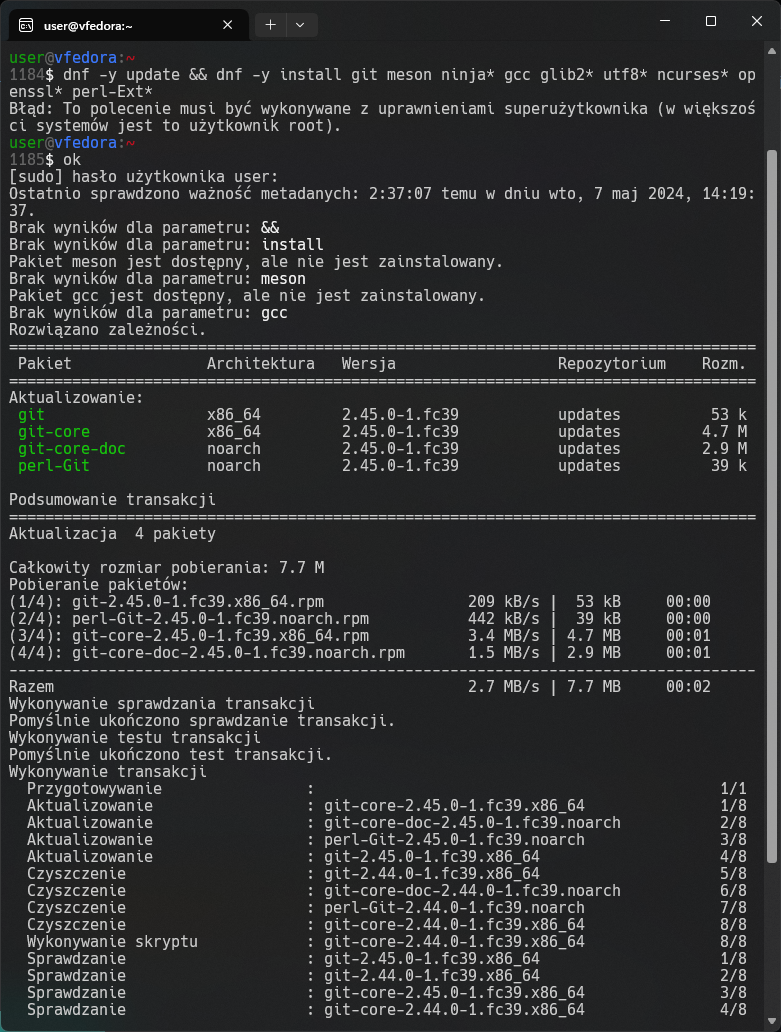 user@vfedora:~
user@vfedora:~
1184$ dnf -y update && dnf -y install git meson ninja* gcc glib2* utf8* ncurses* op
enssl* perl-Ext*
Błąd: To polecenie musi być wykonywane z uprawnieniami superużytkownika (w większoś
ci systemów jest to użytkownik root).
user@vfedora:~
1185$ ok
[sudo] hasło użytkownika user:
Ostatnio sprawdzono ważność metadanych: 2:37:07 temu w dniu wto, 7 maj 2024, 14:19:
37.
Brak wyników dla parametru: &&
Brak wyników dla parametru: install
Pakiet meson jest dostępny, ale nie jest zainstalowany.
Brak wyników dla parametru: meson
Pakiet gcc jest dostępny, ale nie jest zainstalowany.
Brak wyników dla parametru: gcc
Rozwiązano zależności.
===================================================================================
Pakiet Architektura Wersja Repozytorium Rozm.
===================================================================================
Aktualizowanie:
git x86_64 2.45.0-1.fc39 updates 53 k
git-core x86_64 2.45.0-1.fc39 updates 4.7 M
git-core-doc noarch 2.45.0-1.fc39 updates 2.9 M
perl-Git noarch 2.45.0-1.fc39 updates 39 k
Podsumowanie transakcji
===================================================================================
Aktualizacja 4 pakiety
Całkowity rozmiar pobierania: 7.7 M
Pobieranie pakietów:
(1/4): git-2.45.0-1.fc39.x86_64.rpm 209 kB/s | 53 kB 00:00
(2/4): perl-Git-2.45.0-1.fc39.noarch.rpm 442 kB/s | 39 kB 00:00
(3/4): git-core-2.45.0-1.fc39.x86_64.rpm 3.4 MB/s | 4.7 MB 00:01
(4/4): git-core-doc-2.45.0-1.fc39.noarch.rpm 1.5 MB/s | 2.9 MB 00:01
-----------------------------------------------------------------------------------
Razem 2.7 MB/s | 7.7 MB 00:02
Wykonywanie sprawdzania transakcji
Pomyślnie ukończono sprawdzanie transakcji.
Wykonywanie testu transakcji
Pomyślnie ukończono test transakcji.
Wykonywanie transakcji
Przygotowywanie : 1/1
Aktualizowanie : git-core-2.45.0-1.fc39.x86_64 1/8
Aktualizowanie : git-core-doc-2.45.0-1.fc39.noarch 2/8
Aktualizowanie : perl-Git-2.45.0-1.fc39.noarch 3/8
Aktualizowanie : git-2.45.0-1.fc39.x86_64 4/8
Czyszczenie : git-2.44.0-1.fc39.x86_64 5/8
Czyszczenie : git-core-doc-2.44.0-1.fc39.noarch 6/8
Czyszczenie : perl-Git-2.44.0-1.fc39.noarch 7/8
Czyszczenie : git-core-2.44.0-1.fc39.x86_64 8/8
Wykonywanie skryptu : git-core-2.44.0-1.fc39.x86_64 8/8
Sprawdzanie : git-2.45.0-1.fc39.x86_64 1/8
Sprawdzanie : git-2.44.0-1.fc39.x86_64 2/8
Sprawdzanie : git-core-2.45.0-1.fc39.x86_64 3/8
Sprawdzanie : git-core-2.44.0-1.fc39.x86_64 4/8